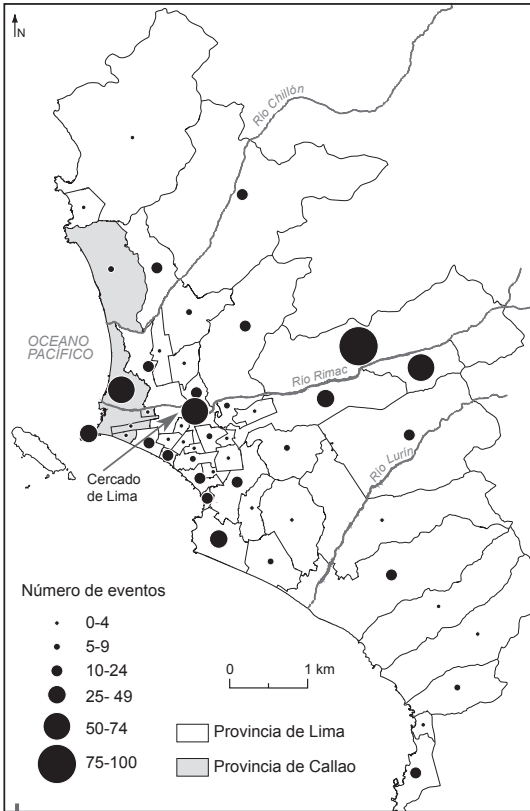 N
Río Chillón
OCEANO
PACÍFICO
Río Rimac
Cercado
de Lima
Río Lurín
Número de eventos
0-4
5-9
10-24
25- 49
50-74
75-100
0 1 km
Provincia de Lima
Provincia de Callao